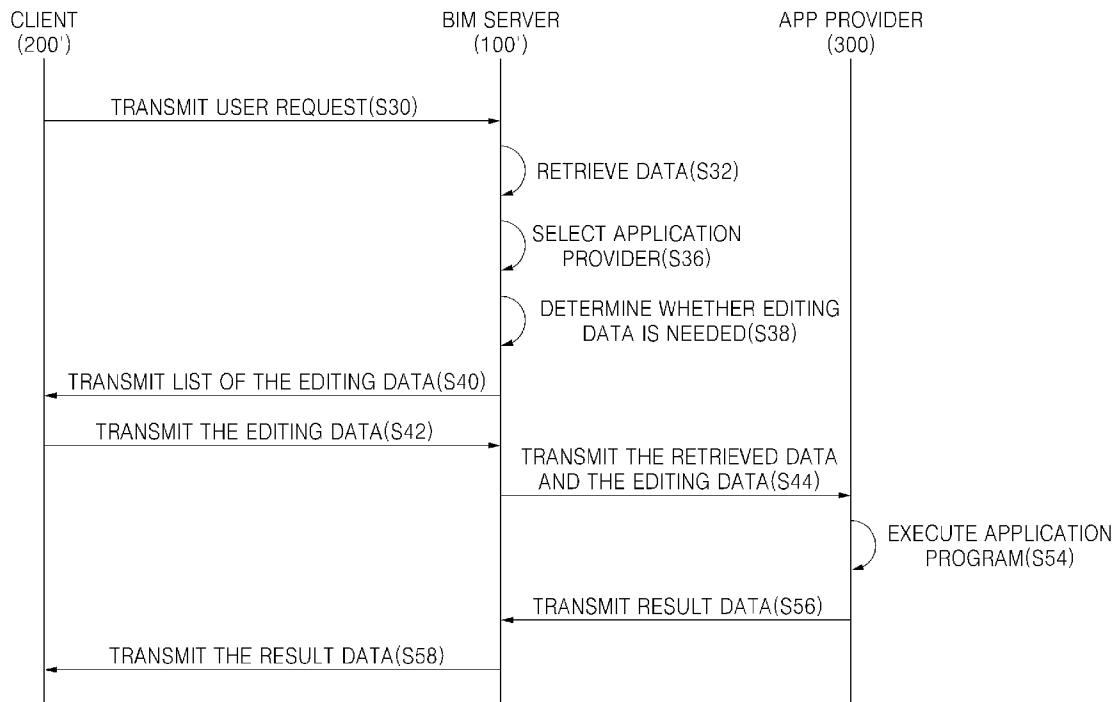 CLIENT
(200')
BIM SERVER
(100')
APP PROVIDER
(300)
TRANSMIT USER REQUEST(S30)
RETRIEVE DATA(S32)
SELECT APPLICATION
PROVIDER(S36)
DETERMINE WHETHER EDITING
DATA IS NEEDED(S38)
TRANSMIT LIST OF THE EDITING DATA(S40)
TRANSMIT THE EDITING DATA(S42)
TRANSMIT THE RETRIEVED DATA
AND THE EDITING DATA(S44)
EXECUTE APPLICATION
PROGRAM(S54)
TRANSMIT RESULT DATA(S56)
TRANSMIT THE RESULT DATA(S58)